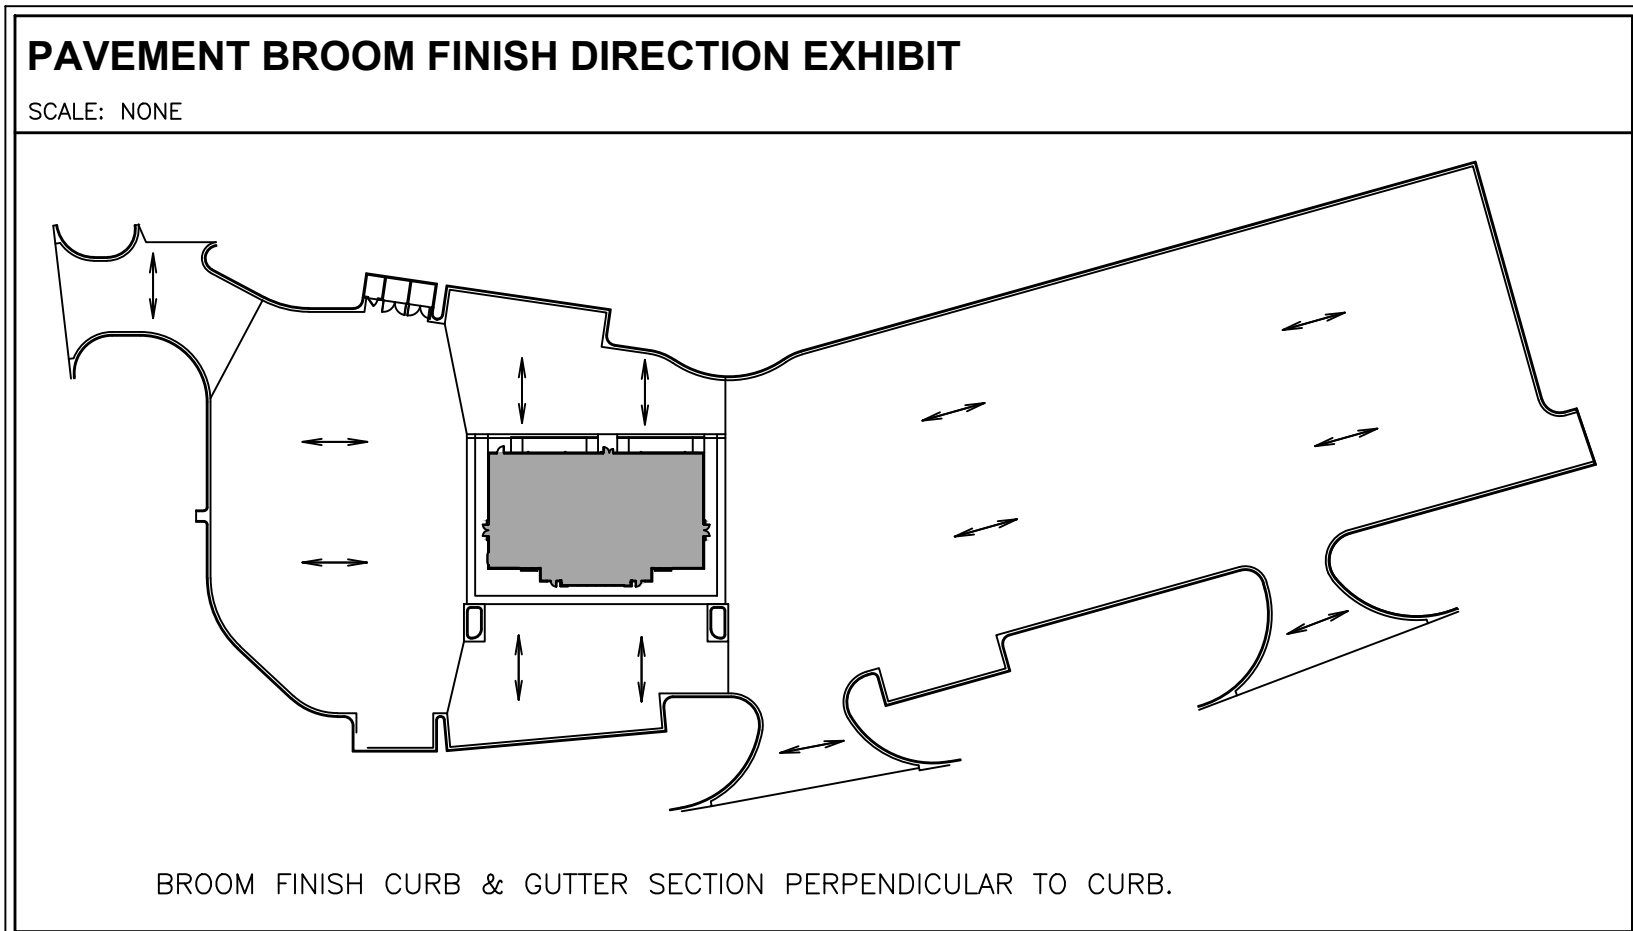 PAVEMENT BROOM FINISH DIRECTION EXHIBIT
SCALE: NONE
BROOM FINISH CURB & GUTTER SECTION PERPENDICULAR TO CURB.